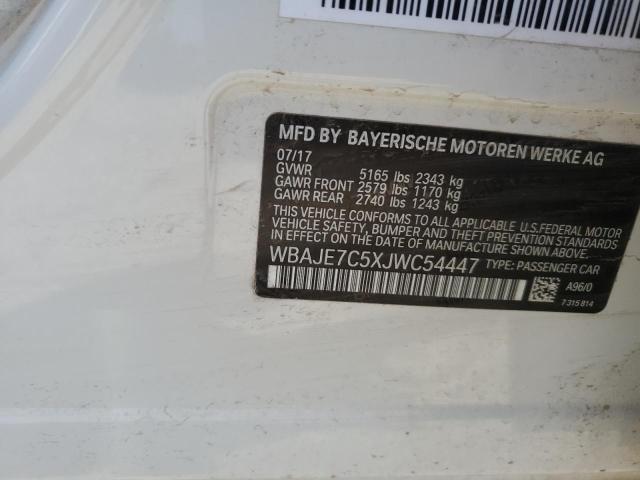 MFD BY BAYERISCHE MOTOREN WERKE AG
07/17
GVWR 5165 lbs 2343 kg
GAWR FRONT 2579 lbs 1170 kg
GAWR REAR 2740 lbs 1243 kg
THIS VEHICLE CONFORMS TO ALL APPLICABLE U.S.FEDERAL MOTOR
VEHICLE SAFETY, BUMPER AND THEFT PREVENTION STANDARDS
IN EFFECT ON THE DATE OF MANUFACTURE SHOWN ABOVE.
WBAJE7C5XJWC54447 TYPE: PASSENGER CAR
A96/0
7315814